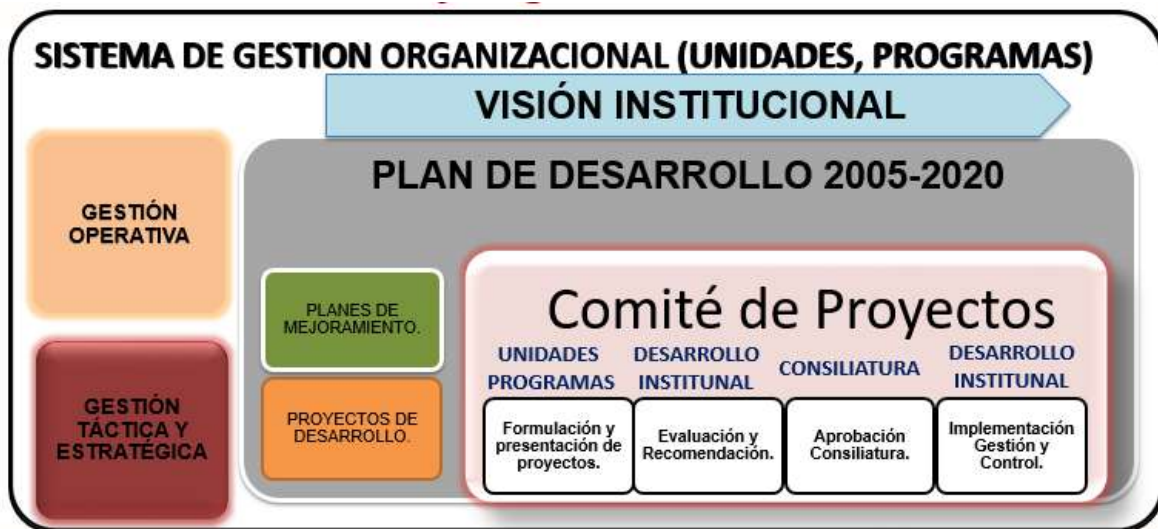 SISTEMA DE GESTION ORGANIZACIONAL (UNIDADES, PROGRAMAS)
VISIÓN INSTITUCIONAL
PLAN DE DESARROLLO 2005-2020
GESTIÓN
OPERATIVA
GESTIÓN
TÁCTICA Y
ESTRATÉGICA
PLANES DE
MEJORAMIENTO.
PROYECTOS DE
DESARROLLO.
Comité de Proyectos
UNIDADES
PROGRAMAS
Formulación y
presentación de
proyectos.
DESARROLLO
INSTITUNAL
Evaluación y
Recomendación.
CONSILIATURA
Aprobación
Consiliatura.
DESARROLLO
INSTITUNAL
Implementación
Gestión y
Control.